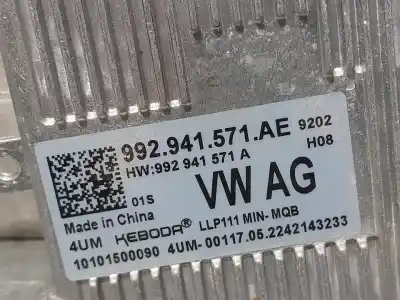 992.941.571.AE 9202
HW:992 941 571 A H08
01S VW AG
Made in China
4UM KEBODA® LLP111 MIN-MQB
10101500090 4UM-00117.05.2242143233